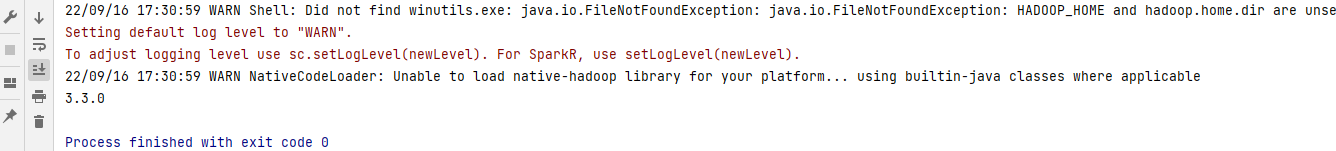 22/09/16 17:30:59 WARN Shell: Did not find winutils.exe: java.io.FileNotFoundException: java.io.FileNotFoundException: HADOOP_HOME and hadoop.home.dir are unse
Setting default log level to "WARN".
To adjust logging level use sc.setLogLevel(newLevel). For SparkR, use setLogLevel(newLevel).
22/09/16 17:30:59 WARN NativeCodeLoader: Unable to load native-hadoop library for your platform... using builtin-java classes where applicable
3.3.0
Process finished with exit code 0